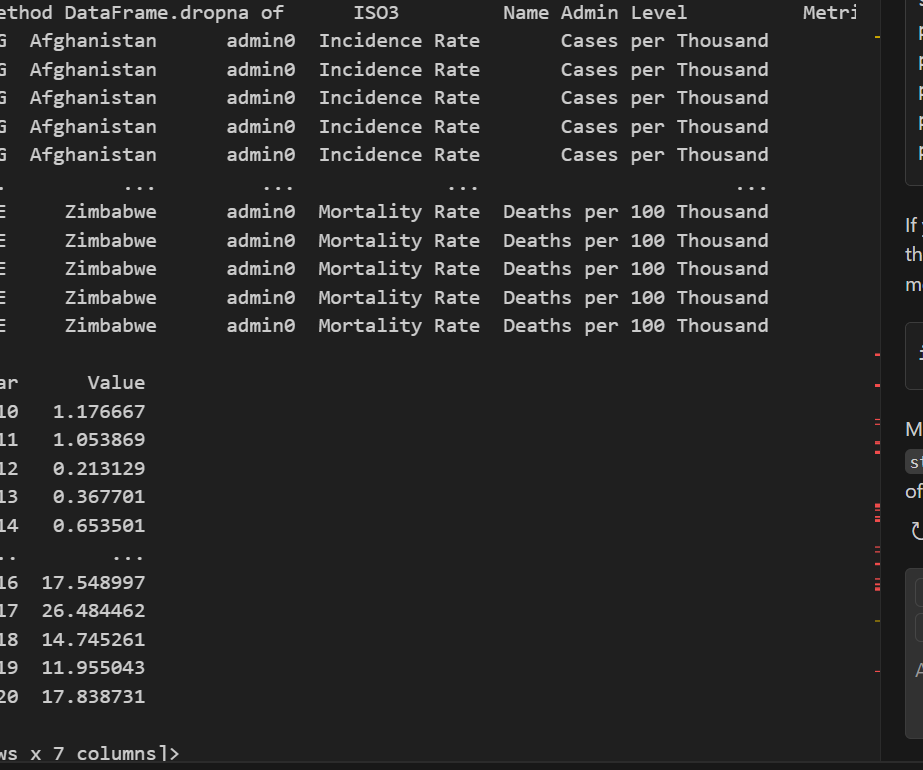 ethod DataFrame.dropna of      ISO3         Name Admin Level          Metri
G  Afghanistan      admin0  Incidence Rate       Cases per Thousand
G  Afghanistan      admin0  Incidence Rate       Cases per Thousand
G  Afghanistan      admin0  Incidence Rate       Cases per Thousand
G  Afghanistan      admin0  Incidence Rate       Cases per Thousand
G  Afghanistan      admin0  Incidence Rate       Cases per Thousand
.          ...         ...             ...                      ...
E     Zimbabwe      admin0  Mortality Rate  Deaths per 100 Thousand
E     Zimbabwe      admin0  Mortality Rate  Deaths per 100 Thousand
E     Zimbabwe      admin0  Mortality Rate  Deaths per 100 Thousand
E     Zimbabwe      admin0  Mortality Rate  Deaths per 100 Thousand
E     Zimbabwe      admin0  Mortality Rate  Deaths per 100 Thousand
ar      Value
10   1.176667
11   1.053869
12   0.213129
13   0.367701
14   0.653501
..        ...
16  17.548997
17  26.484462
18  14.745261
19  11.955043
20  17.838731
ws x 7 columns]>
If
th
m
M
st
of